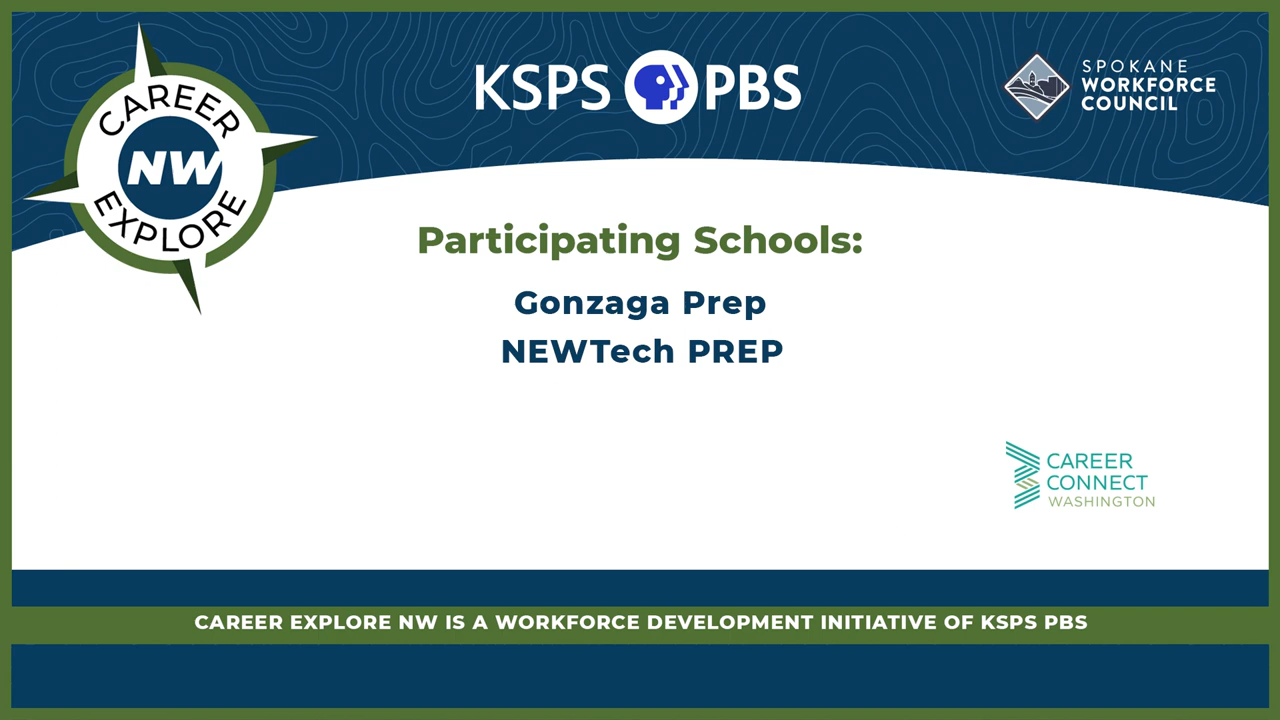 CAREER
NW
EXPLORE
KSPS PBS
SPOKANE
WORKFORCE
COUNCIL
Participating Schools:
Gonzaga Prep
NEWTech PREP
CAREER
CONNECT
WASHINGTON
CAREER EXPLORE NW IS A WORKFORCE DEVELOPMENT INITIATIVE OF KSPS PBS